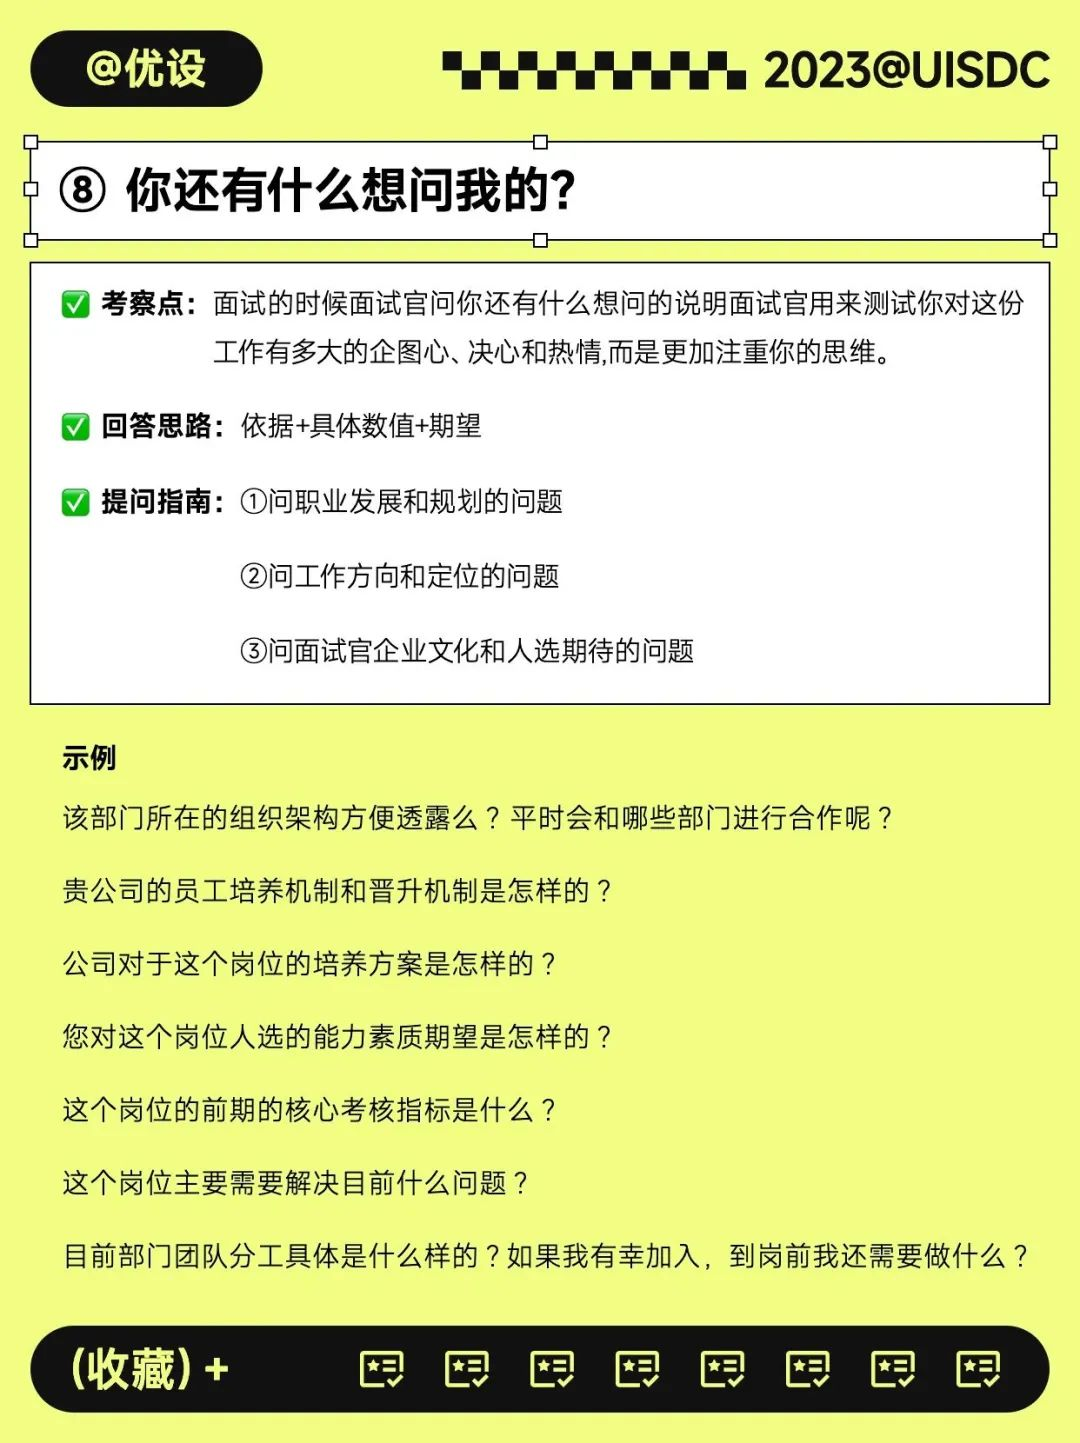 @优设
2023@UISDC
⑧ 你还有什么想问我的?
考察点：面试的时候面试官问你还有什么想问的说明面试官用来测试你对这份
工作有多大的企图心、决心和热情,而是更加注重你的思维。
回答思路：依据+具体数值+期望
提问指南：①问职业发展和规划的问题
②问工作方向和定位的问题
③问面试官企业文化和人选期待的问题
示例
该部门所在的组织架构方便透露么？平时会和哪些部门进行合作呢？
贵公司的员工培养机制和晋升机制是怎样的？
公司对于这个岗位的培养方案是怎样的？
您对这个岗位人选的能力素质期望是怎样的？
这个岗位的前期的核心考核指标是什么？
这个岗位主要需要解决目前什么问题？
目前部门团队分工具体是什么样的？如果我有幸加入，到岗前我还需要做什么？
(收藏) +